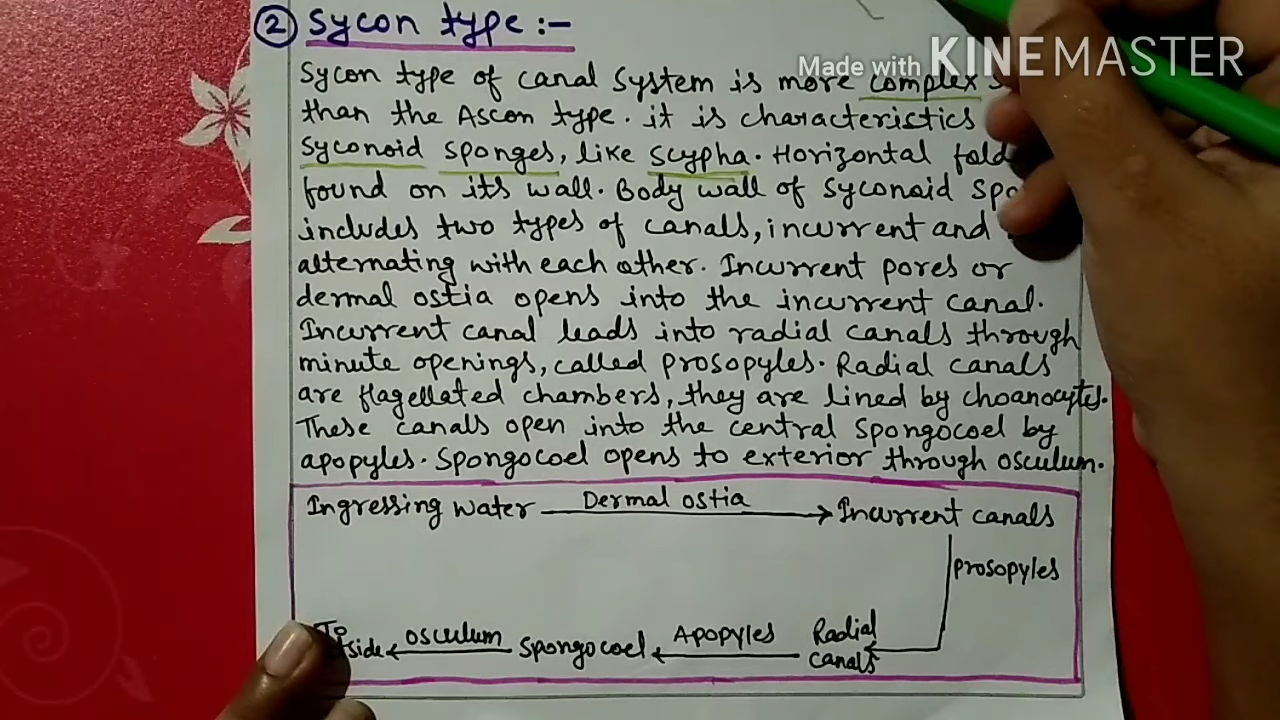 ② Sycon type :-
Made with KINEMASTER
Sycon type of canal System is more complex
than the Ascon type. it is characteristics
Syconoid sponges, like Scypha. Horizontal fold
found on its wall. Body wall of Syconoid
includes two types of canals, incurrent and
alternating with each other. Incurrent pores or
dermal ostia opens into the incurrent canal.
Incurrent canal leads into radial canals through
minute openings, called prosopyles. Radial canals
are flagellated chambers, they are lined by choanocytes.
These canals open into the central Spongocoel by
apopyles. Spongocoel opens to exterior through osculum.
Ingressing water Dermal ostia Incurrent canals
Prosopyles
To side osculum Spongocoel Apopyles Radial
canals